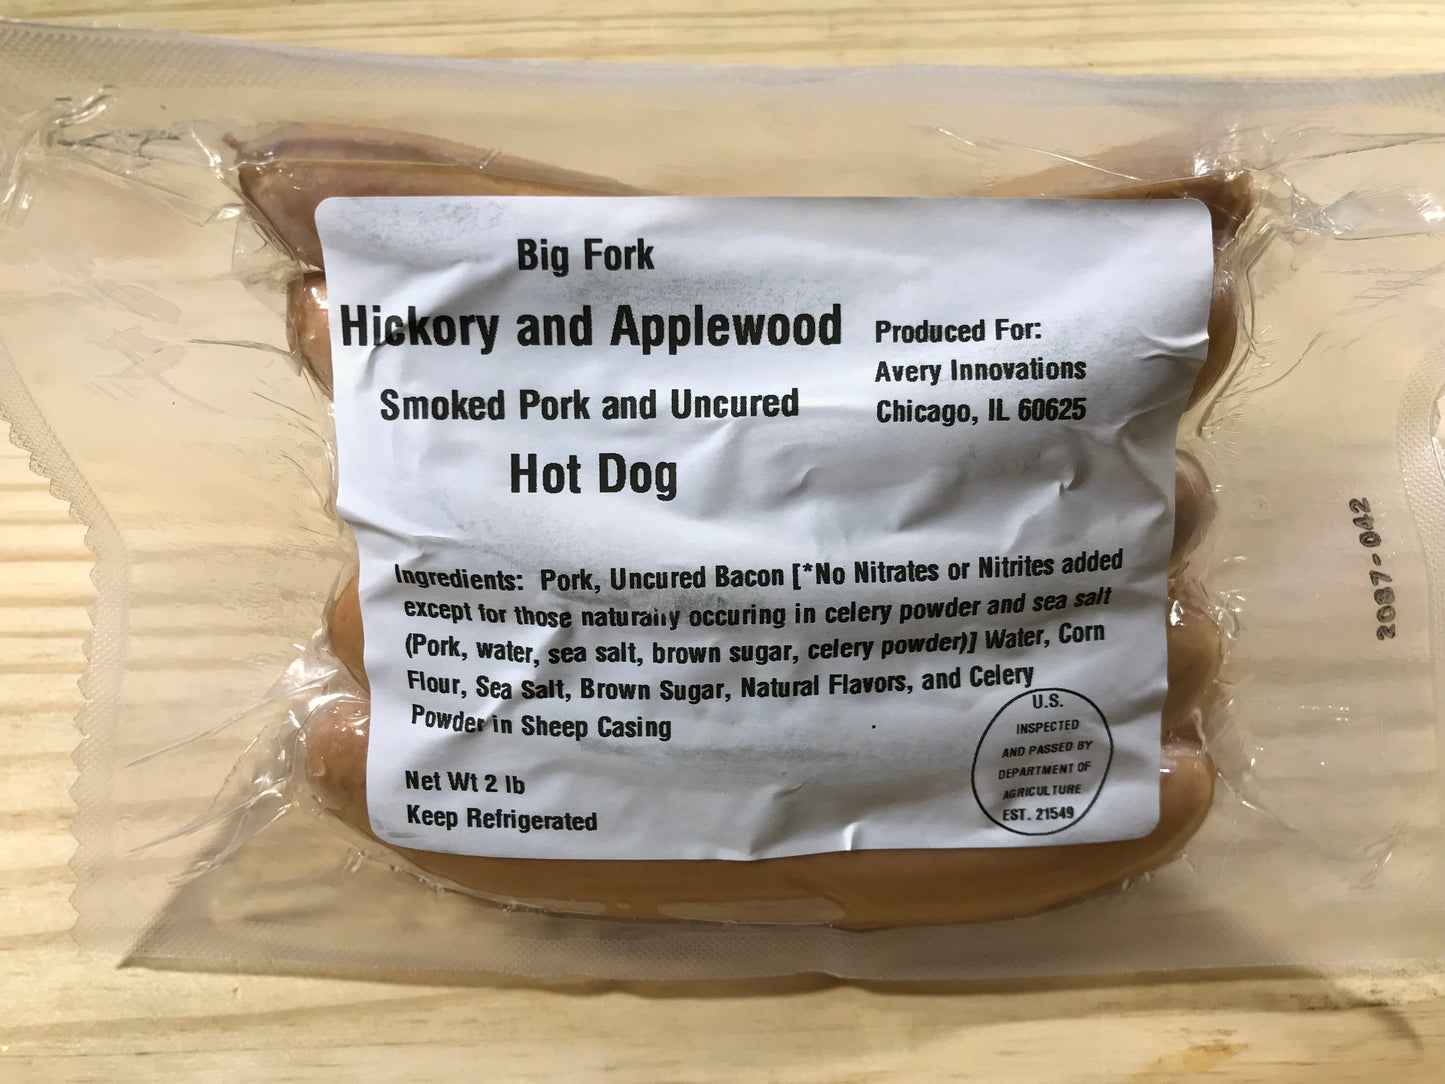 Big Fork
Hickory and Applewood
Smoked Pork and Uncured
Hot Dog
Produced For:
Avery Innovations
Chicago, IL 60625
Ingredients: Pork, Uncured Bacon [*No Nitrates or Nitrites added
except for those naturally occuring in celery powder and sea salt
(Pork, water, sea salt, brown sugar, celery powder)] Water, Corn
Flour, Sea Salt, Brown Sugar, Natural Flavors, and Celery
Powder in Sheep Casing
Net Wt 2 lb
Keep Refrigerated
U.S.
INSPECTED
AND PASSED BY
DEPARTMENT OF
AGRICULTURE
EST. 21549
2087-042